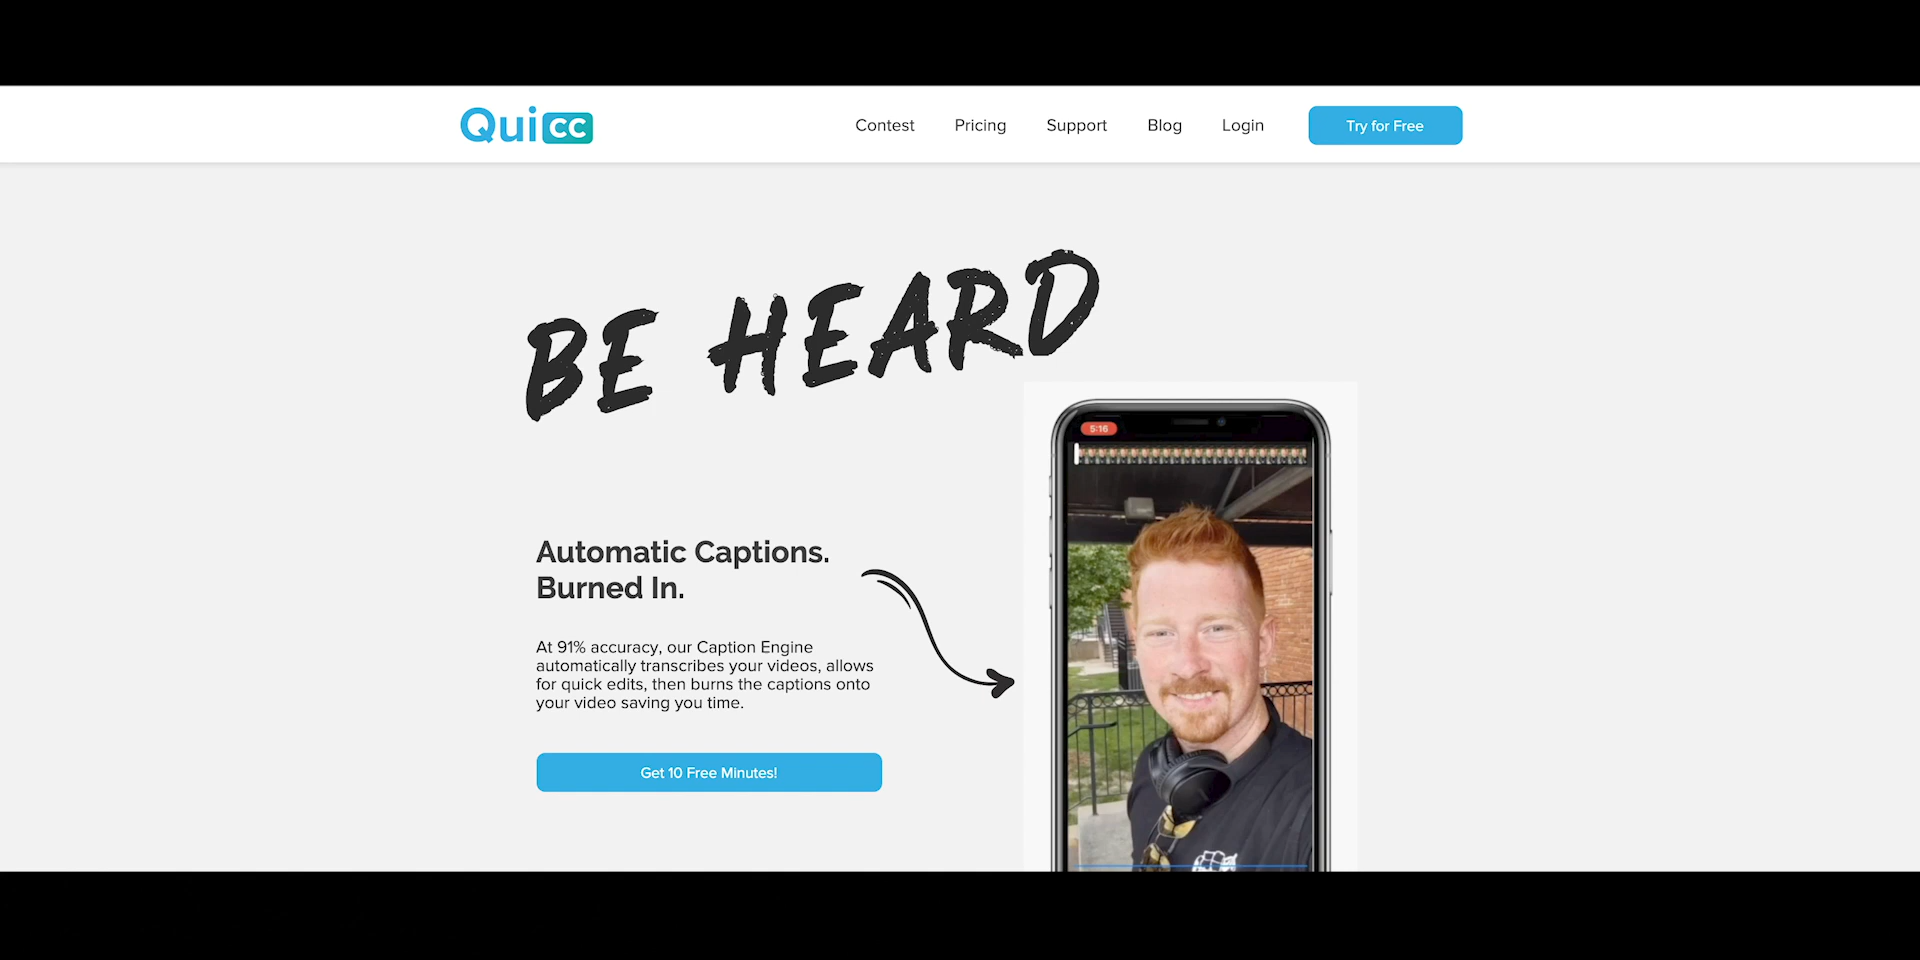 Quicc
Contest
Pricing
Support
Blog
Login
Try for Free
BE HEARD
5:16
Automatic Captions.
Burned In.
At 91% accuracy, our Caption Engine
automatically transcribes your videos, allows
for quick edits, then burns the captions onto
your video saving you time.
Get 10 Free Minutes!